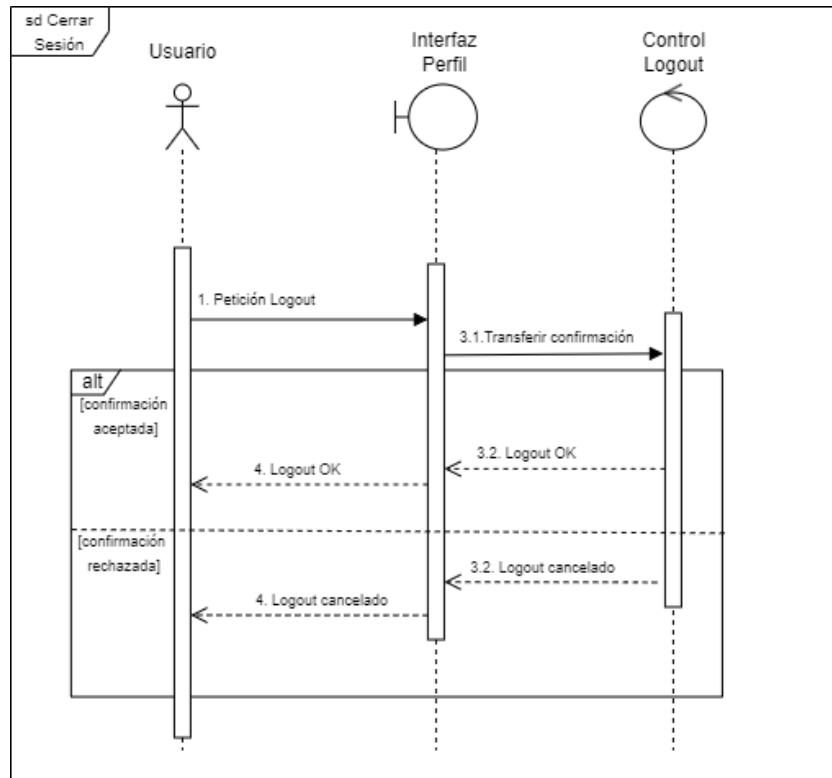 sd Cerrar
Sesión
Usuario
Interfaz
Perfil
Control
Logout
1. Petición Logout
3.1.Transferir confirmación
alt
[confirmación
aceptada]
3.2. Logout OK
4. Logout OK
[confirmación
rechazada]
3.2. Logout cancelado
4. Logout cancelado